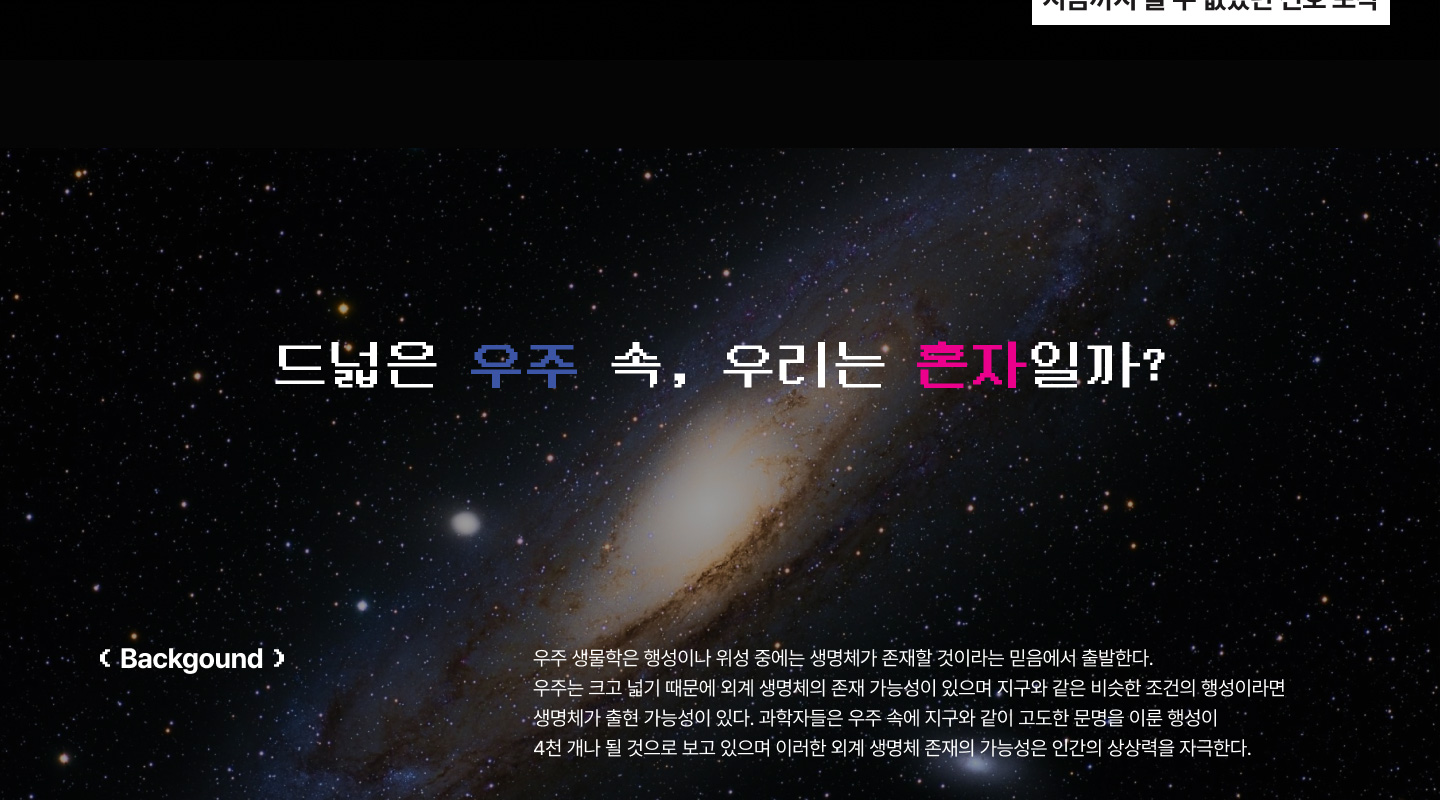 드넓은 우주 속, 우리는 혼자일까?
( Backgound )
우주 생물학은 행성이나 위성 중에는 생명체가 존재할 것이라는 믿음에서 출발한다.
우주는 크고 넓기 때문에 외계 생명체의 존재 가능성이 있으며 지구와 같은 비슷한 조건의 행성이라면
생명체가 출현 가능성이 있다. 과학자들은 우주 속에 지구와 같이 고도한 문명을 이룬 행성이
4천 개나 될 것으로 보고 있으며 이러한 외계 생명체 존재의 가능성은 인간의 상상력을 자극한다.